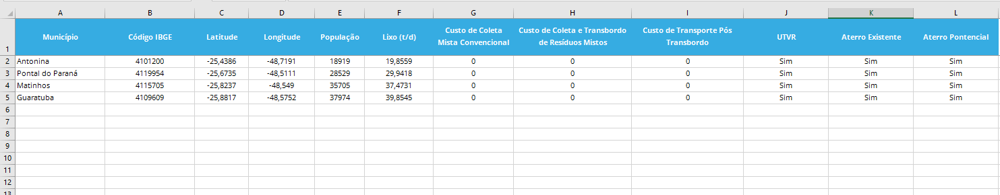 A B C D E F G H I J K L
1 Município Código IBGE Latitude Longitude População Lixo (t/d) Custo de Coleta Mista Convencional Custo de Coleta e Transbordo de Resíduos Mistos Custo de Transporte Pós Transbordo UTVR Aterro Existente Aterro Pontencial
2 Antonina 4101200 -25,4386 -48,7191 18919 19,8559 0 0 0 Sim Sim Sim
3 Pontal do Paraná 4119954 -25,6735 -48,5111 28529 29,9418 0 0 0 Sim Sim Sim
4 Matinhos 4115705 -25,8237 -48,549 35705 37,4731 0 0 0 Sim Sim Sim
5 Guaratuba 4109609 -25,8817 -48,5752 37974 39,8545 0 0 0 Sim Sim Sim
6
7
8
9
10
11
12
13